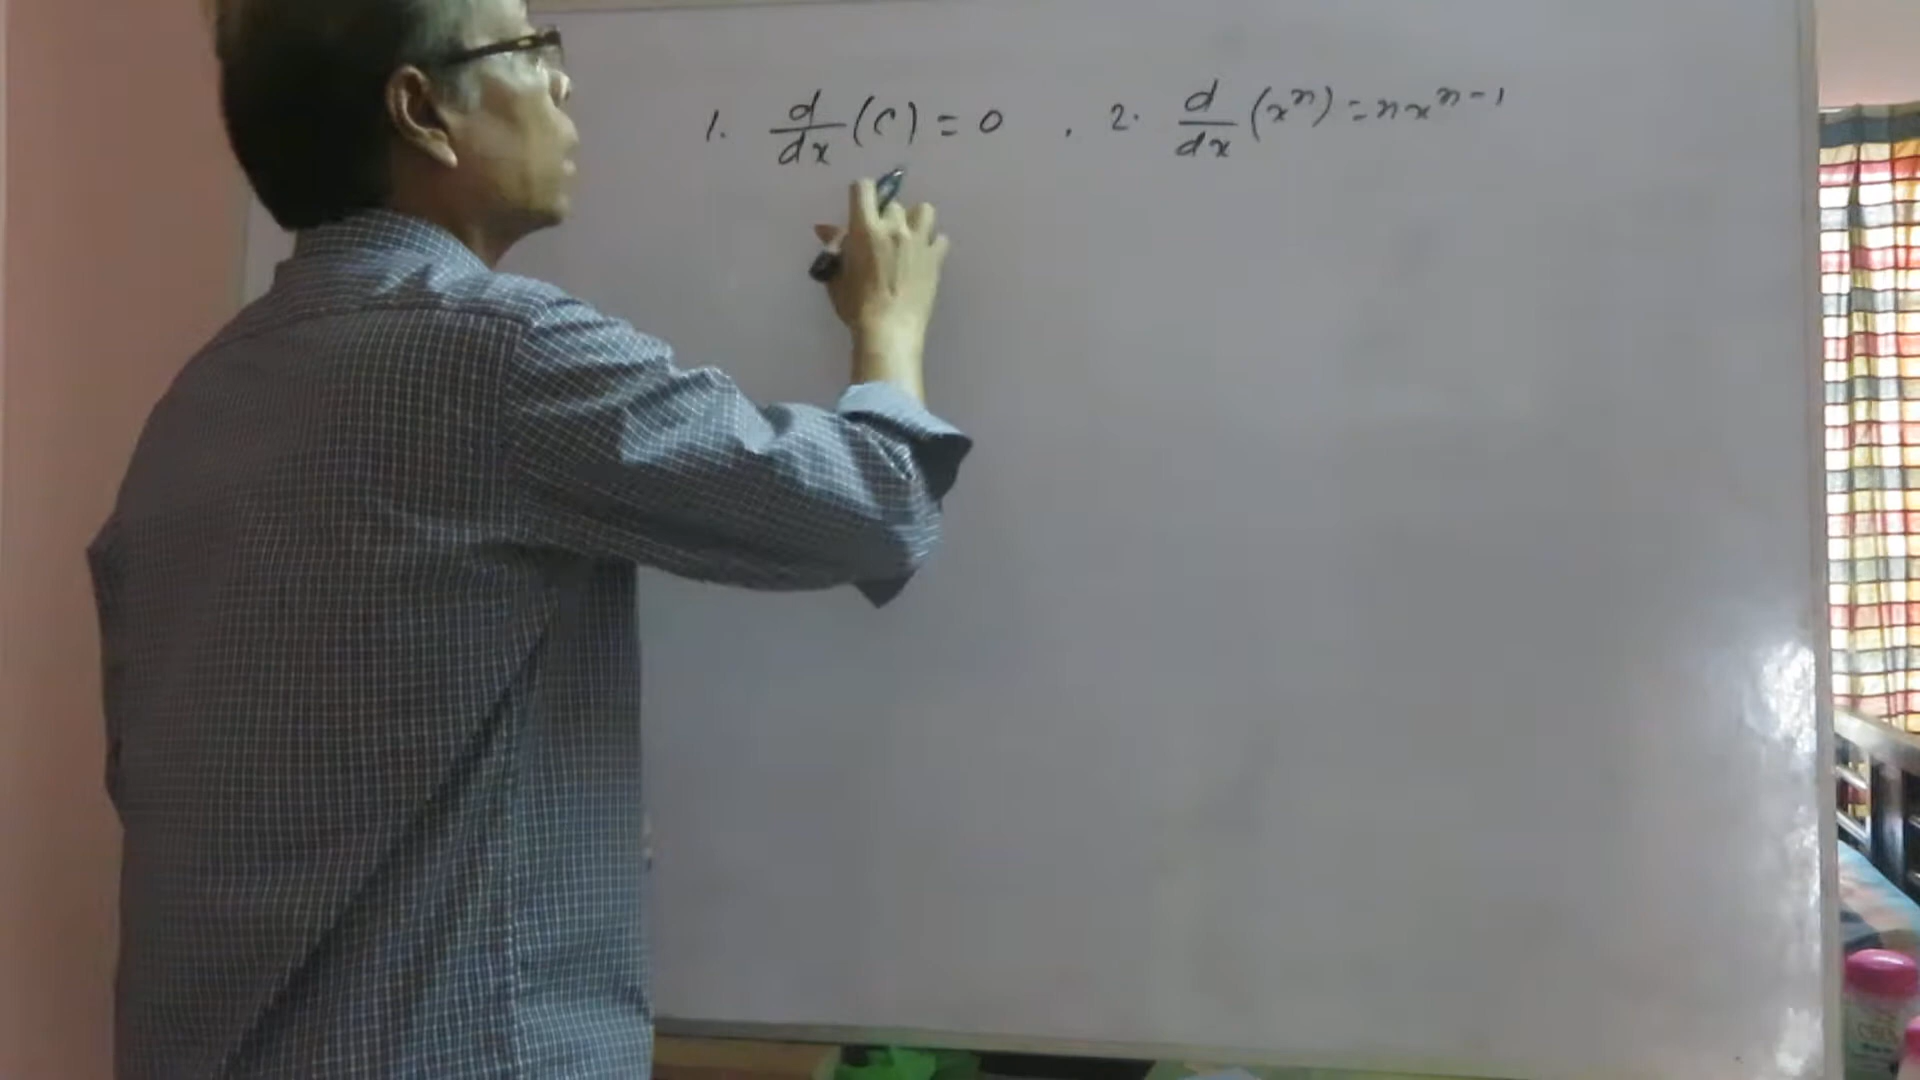 1. d/dx (c) = 0 , 2. d/dx (xⁿ) = nxⁿ⁻¹